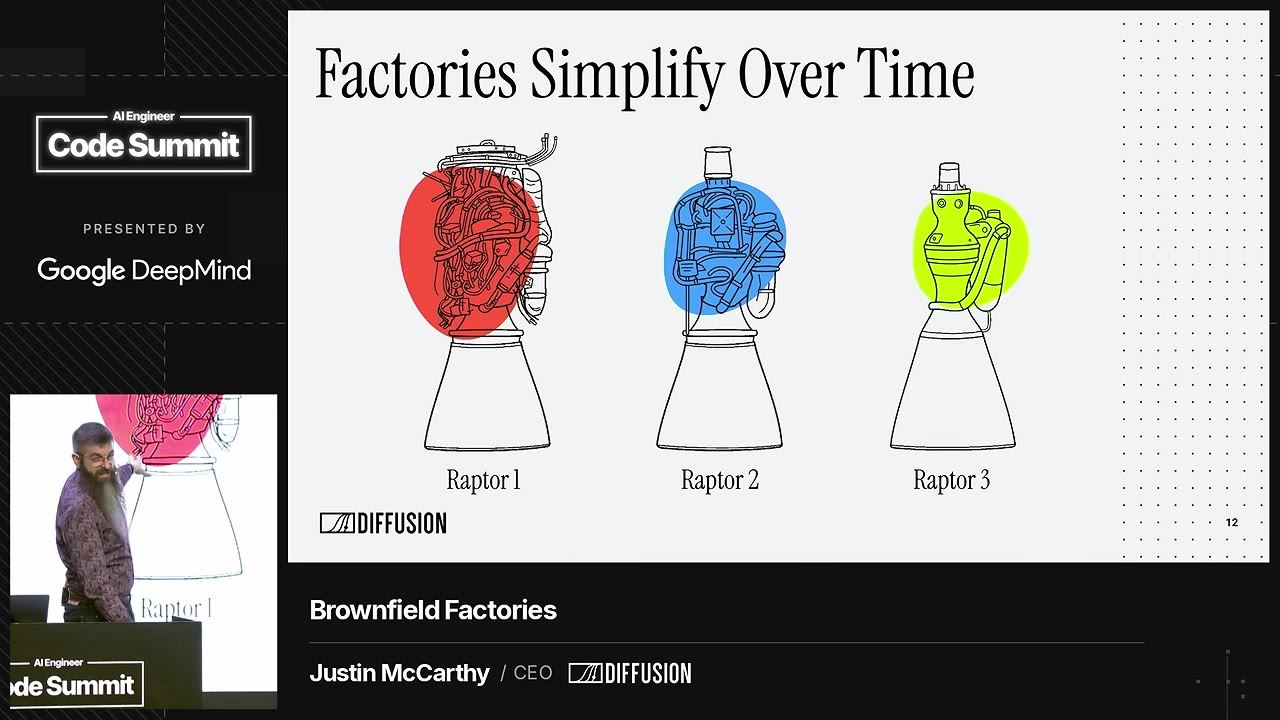 AI Engineer
Code Summit
PRESENTED BY
Google DeepMind
Factories Simplify Over Time
Raptor 1
Raptor 2
Raptor 3
DIFFUSION
12
Raptor 1
AI Engineer
de Summit
Brownfield Factories
Justin McCarthy / CEO DIFFUSION